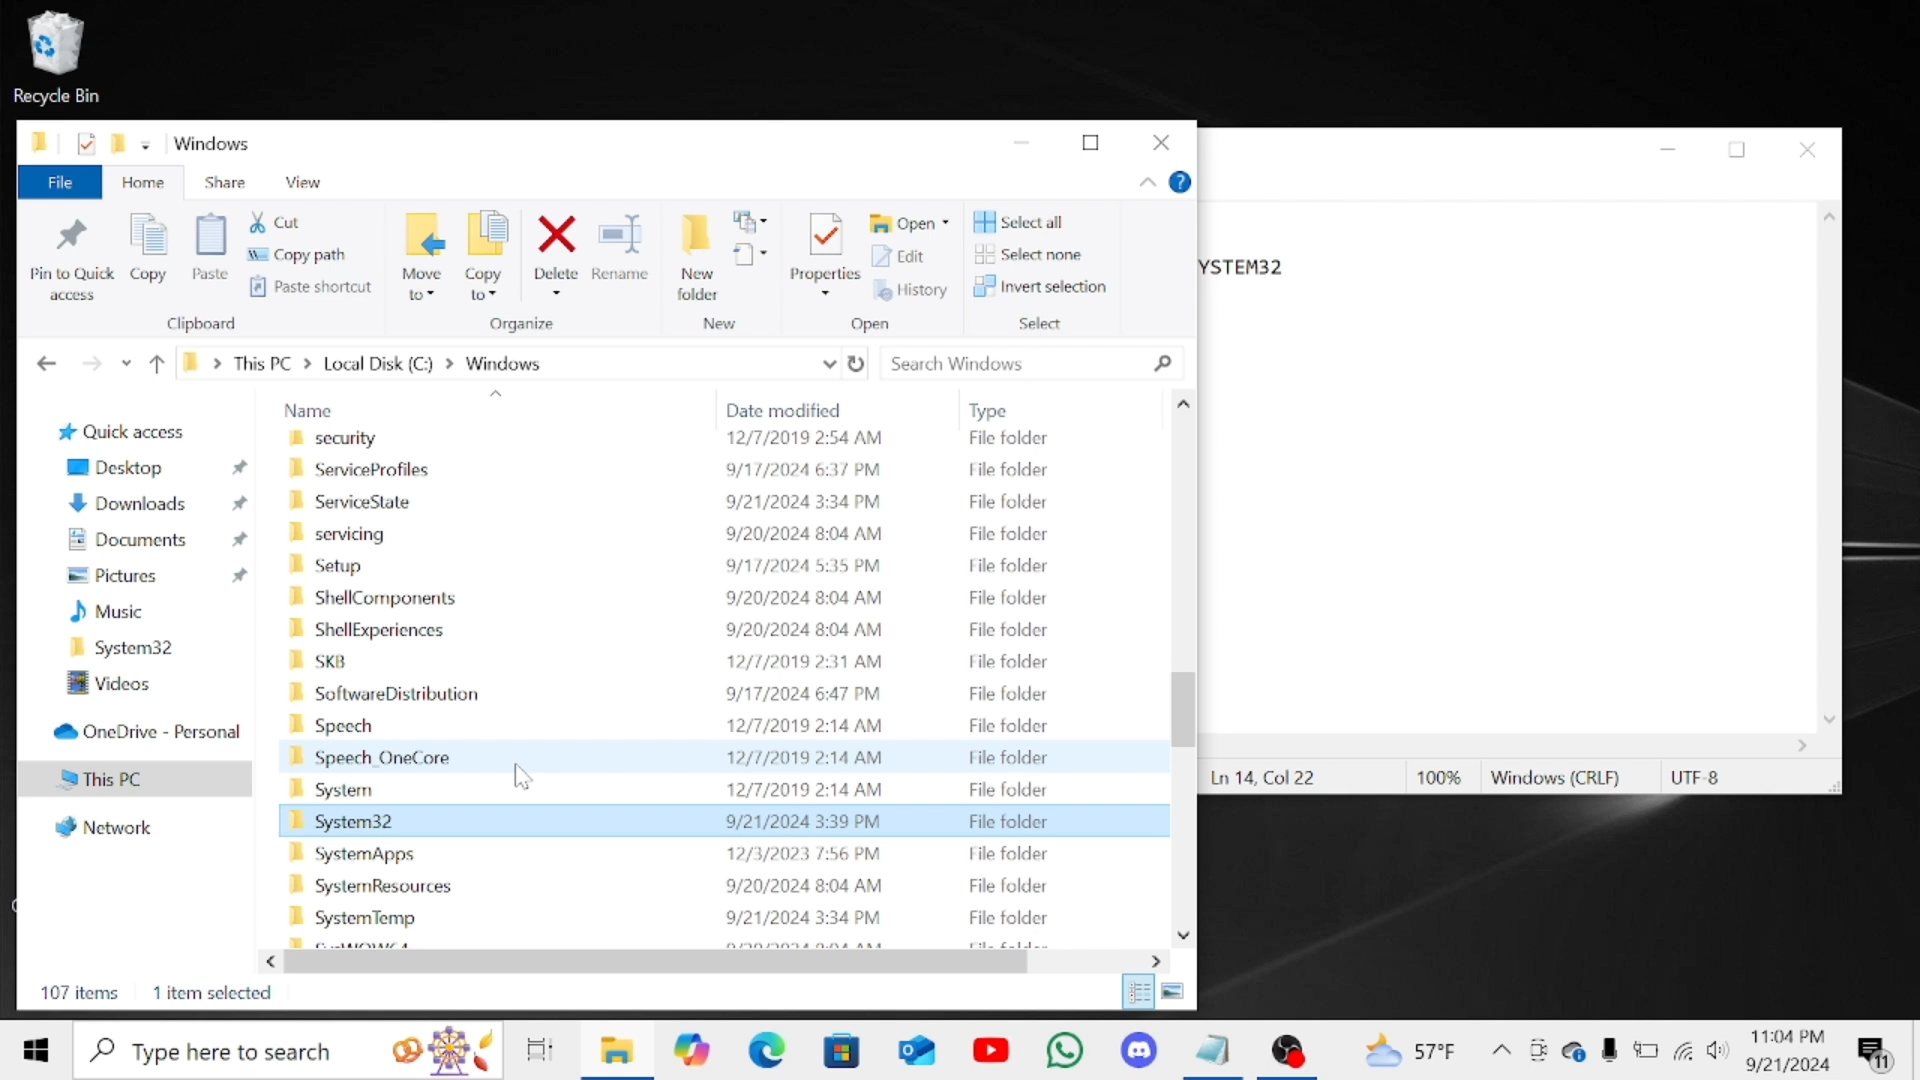 Recycle Bin
Windows
File Home Share View
Pin to Quick access
Copy
Paste
Cut
Copy path
Paste shortcut
Clipboard
Move to
Copy to
Delete
Rename
Organize
New folder
New
Properties
Open
Edit
History
Open
Select all
Select none
Invert selection
Select
YSTEM32
This PC > Local Disk (C:) > Windows
Search Windows
Quick access
Desktop
Downloads
Documents
Pictures
Music
System32
Videos
OneDrive - Personal
This PC
Network
Name Date modified Type
security 12/7/2019 2:54 AM File folder
ServiceProfiles 9/17/2024 6:37 PM File folder
ServiceState 9/21/2024 3:34 PM File folder
servicing 9/20/2024 8:04 AM File folder
Setup 9/17/2024 5:35 PM File folder
ShellComponents 9/20/2024 8:04 AM File folder
ShellExperiences 9/20/2024 8:04 AM File folder
SKB 12/7/2019 2:31 AM File folder
SoftwareDistribution 9/17/2024 6:47 PM File folder
Speech 12/7/2019 2:14 AM File folder
Speech_OneCore 12/7/2019 2:14 AM File folder
System 12/7/2019 2:14 AM File folder
System32 9/21/2024 3:39 PM File folder
SystemApps 12/3/2023 7:56 PM File folder
SystemResources 9/20/2024 8:04 AM File folder
SystemTemp 9/21/2024 3:34 PM File folder
107 items 1 item selected
Ln 14, Col 22 100% Windows (CRLF) UTF-8
Type here to search
57°F
11:04 PM
9/21/2024
11